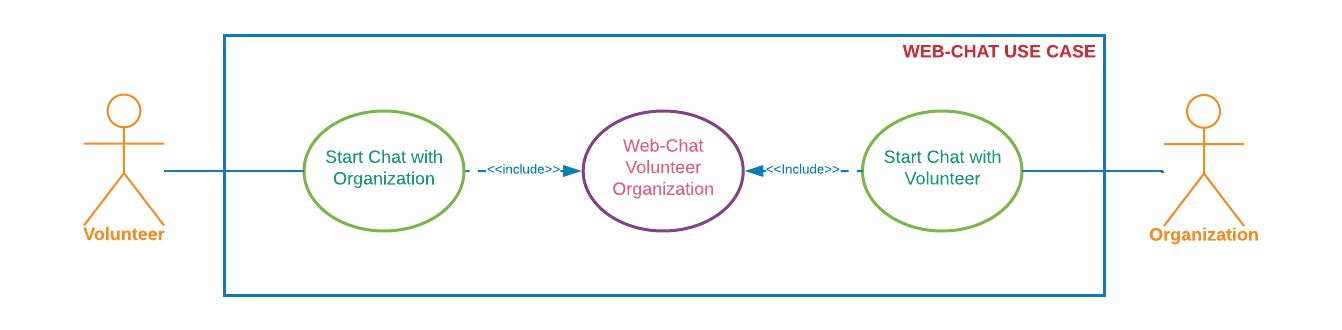 WEB-CHAT USE CASE
Volunteer
Start Chat with
Organization
<<include>>
Web-Chat
Volunteer
Organization
<<Include>>
Start Chat with
Volunteer
Organization